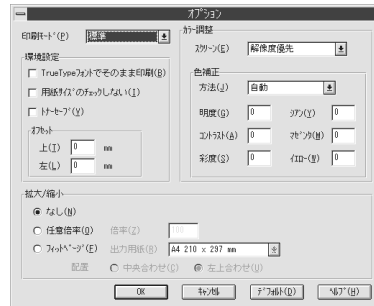 オプション
印刷ﾓｰﾄﾞ(P) 標準
環境設定
TrueTypeﾌｫﾝﾄでそのまま印刷(B)
用紙ｻｲｽﾞのﾁｪｯｸしない(I)
ﾄﾅｰｾｰﾌﾞ(V)
ｵﾌｾｯﾄ
上(T) 0 mm
左(L) 0 mm
ｶﾗｰ調整
ｽｸﾘｰﾝ(E) 解像度優先
色補正
方法(J) 自動
明度(G) 0 ｼｱﾝ(Y) 0
ｺﾝﾄﾗｽﾄ(A) 0 ﾏｾﾞﾝﾀ(M) 0
彩度(S) 0 ｲｴﾛｰ(W) 0
拡大/縮小
なし(N)
任意倍率(O) 倍率(Z) 100
ﾌｨｯﾄﾍﾟｰｼﾞ(F) 出力用紙(R) A4 210 x 297 mm
配置 中央合わせ(C) 左上合わせ(U)
OK ｷｬﾝｾﾙ ﾃﾞﾌｫﾙﾄ(D) ﾍﾙﾌﾟ(H)